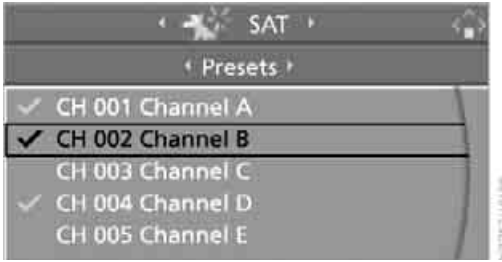 SAT
Presets
CH 001 Channel A
CH 002 Channel B
CH 003 Channel C
CH 004 Channel D
CH 005 Channel E